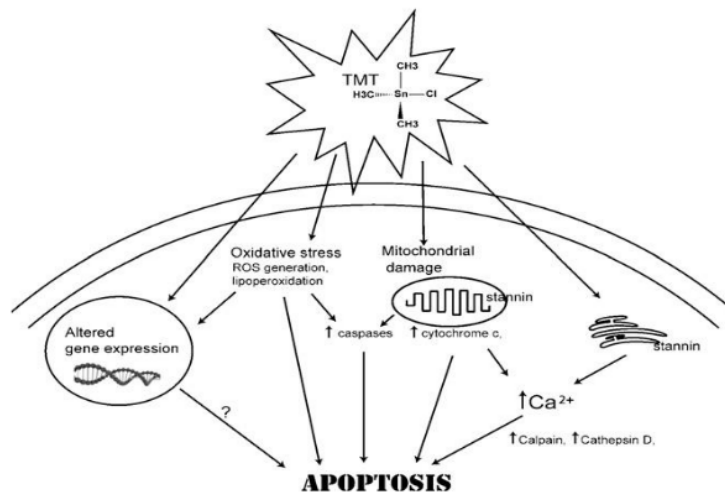 TMT
CH3
H3C Sn Cl
CH3
Oxidative stress
ROS generation,
lipoperoxidation
Mitochondrial
damage
stannin
Altered
gene expression
↑ caspases
↑ cytochrome c,
stannin
?
↑Ca²⁺
↑Calpain, ↑Cathepsin D,
APOPTOSIS